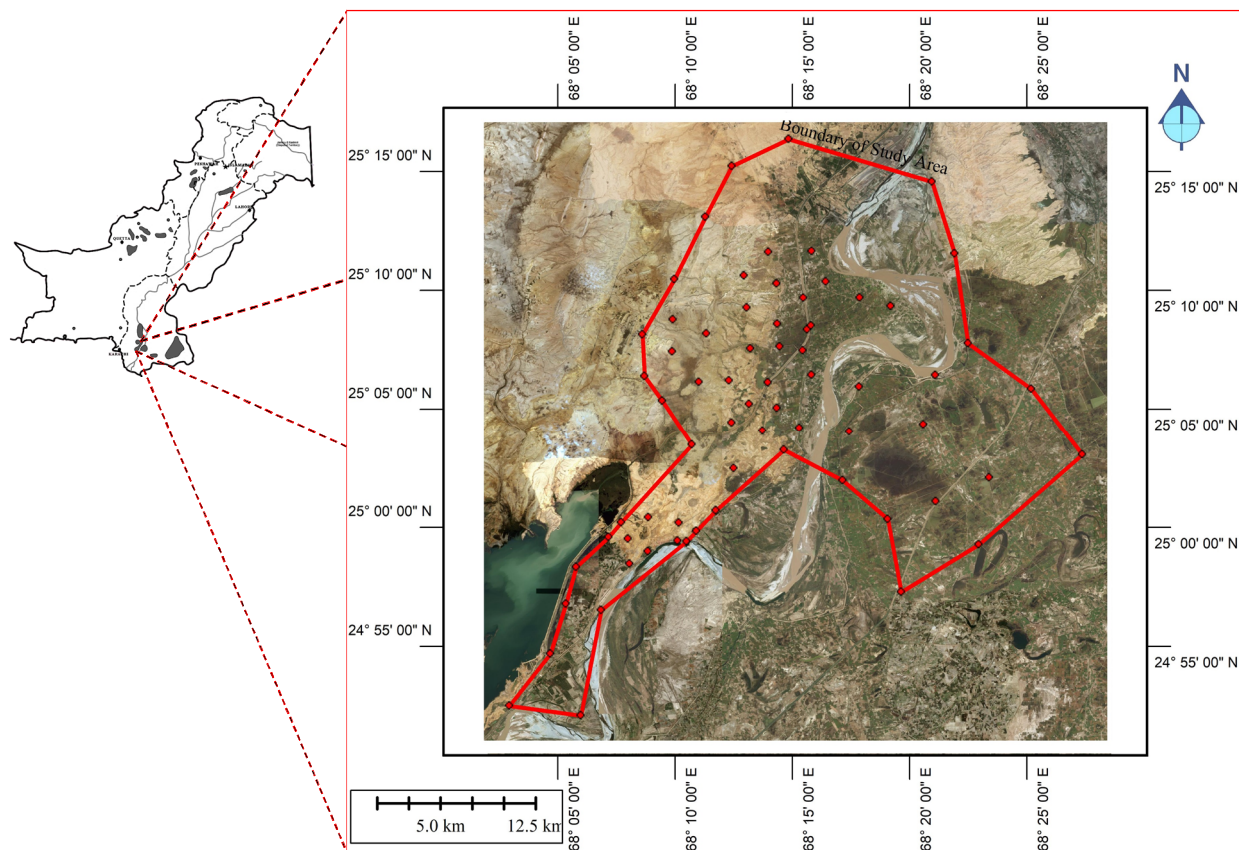 68° 05' 00" E
68° 10' 00" E
68° 15' 00" E
68° 20' 00" E
68° 25' 00" E
N
Boundary of Study Area
25° 15' 00" N
25° 15' 00" N
25° 10' 00" N
25° 10' 00" N
25° 05' 00" N
25° 05' 00" N
25° 00' 00" N
25° 00' 00" N
24° 55' 00" N
24° 55' 00" N
QUETTA
LAHORE
KARACHI
5.0 km
12.5 km
68° 05' 00" E
68° 10' 00" E
68° 15' 00" E
68° 20' 00" E
68° 25' 00" E